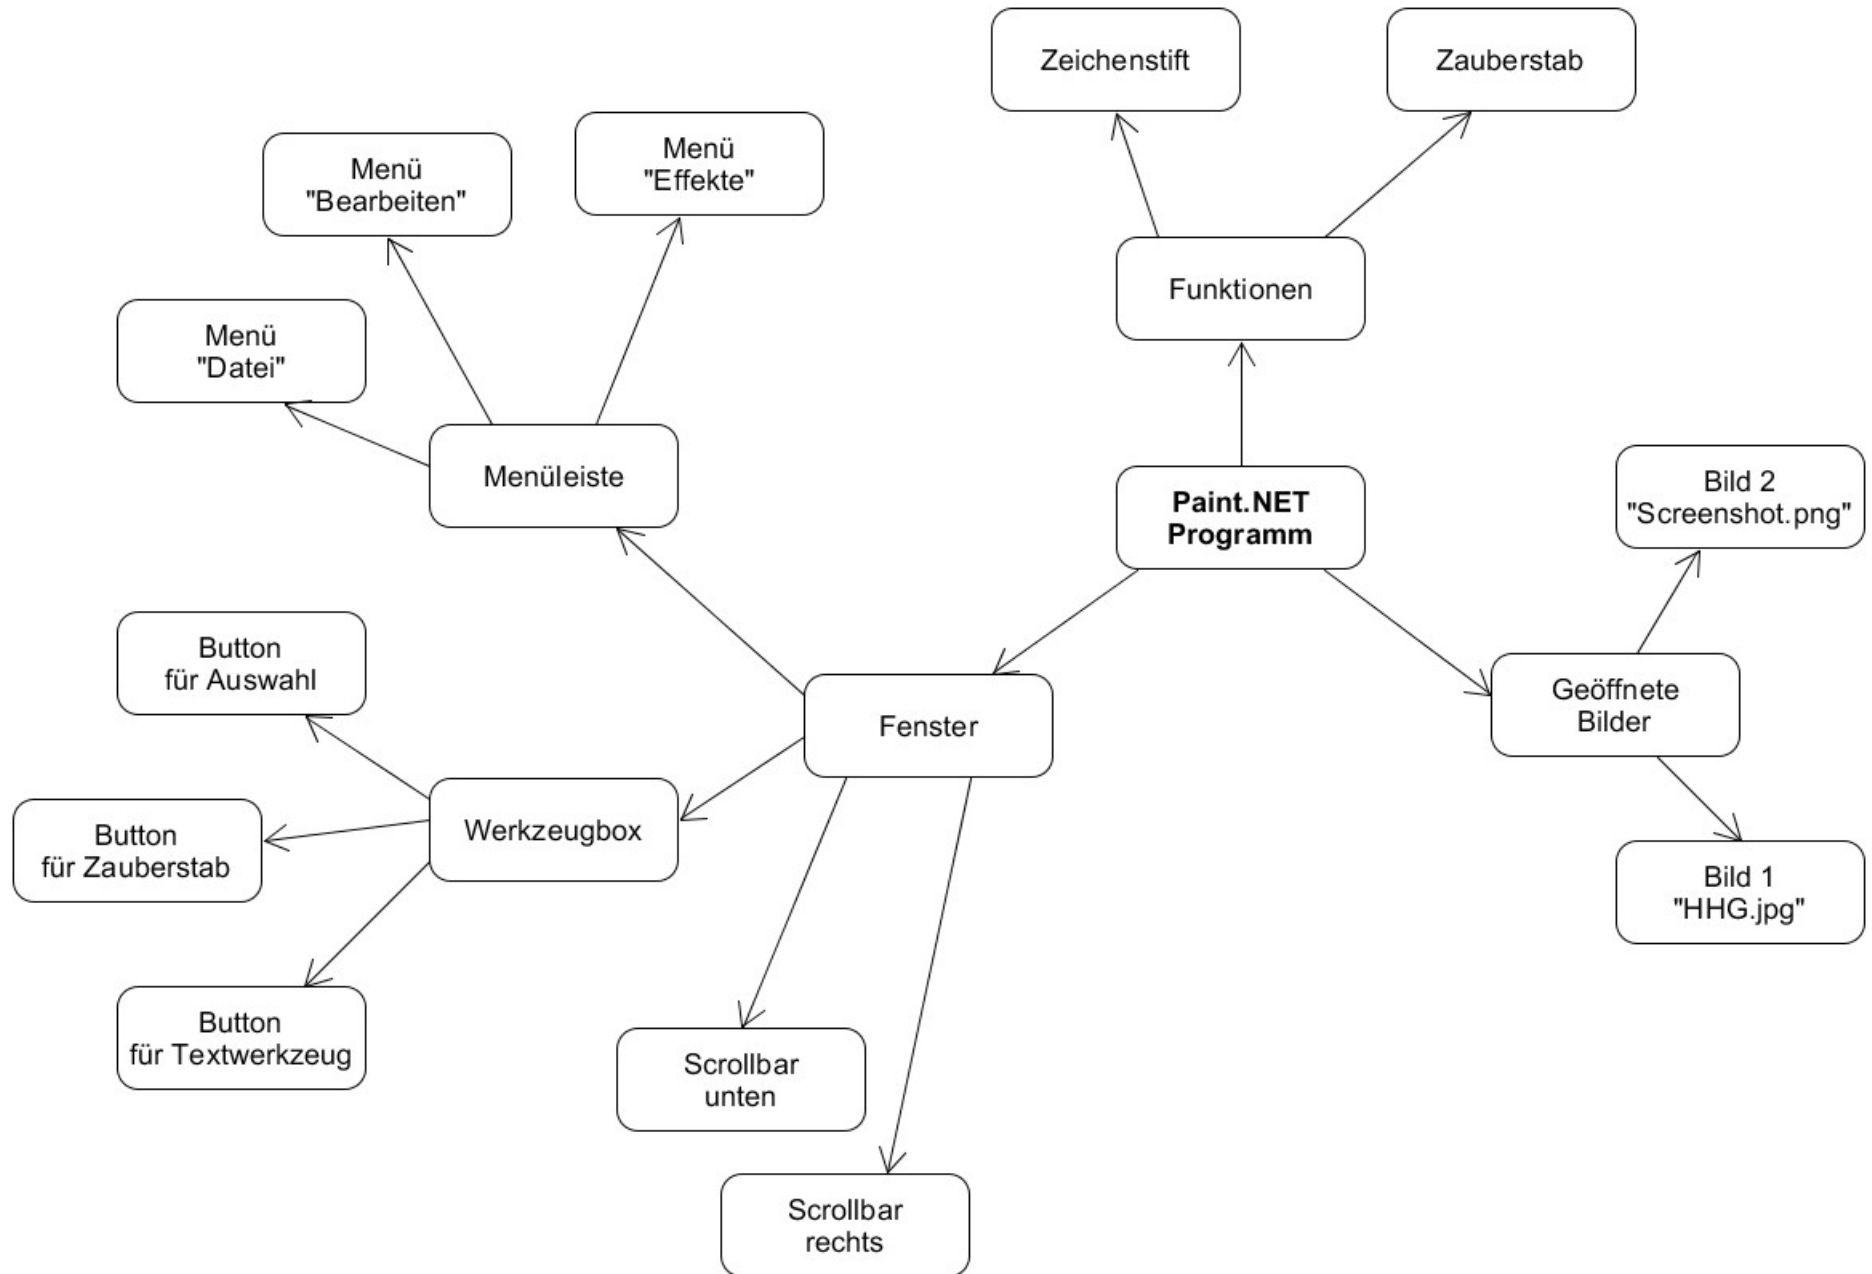 Zeichenstift
Zauberstab
Menü
"Bearbeiten"
Menü
"Effekte"
Funktionen
Menü
"Datei"
Menüleiste
Paint.NET
Programm
Bild 2
"Screenshot.png"
Button
für Auswahl
Fenster
Geöffnete
Bilder
Button
für Zauberstab
Werkzeugbox
Bild 1
"HHG.jpg"
Button
für Textwerkzeug
Scrollbar
unten
Scrollbar
rechts